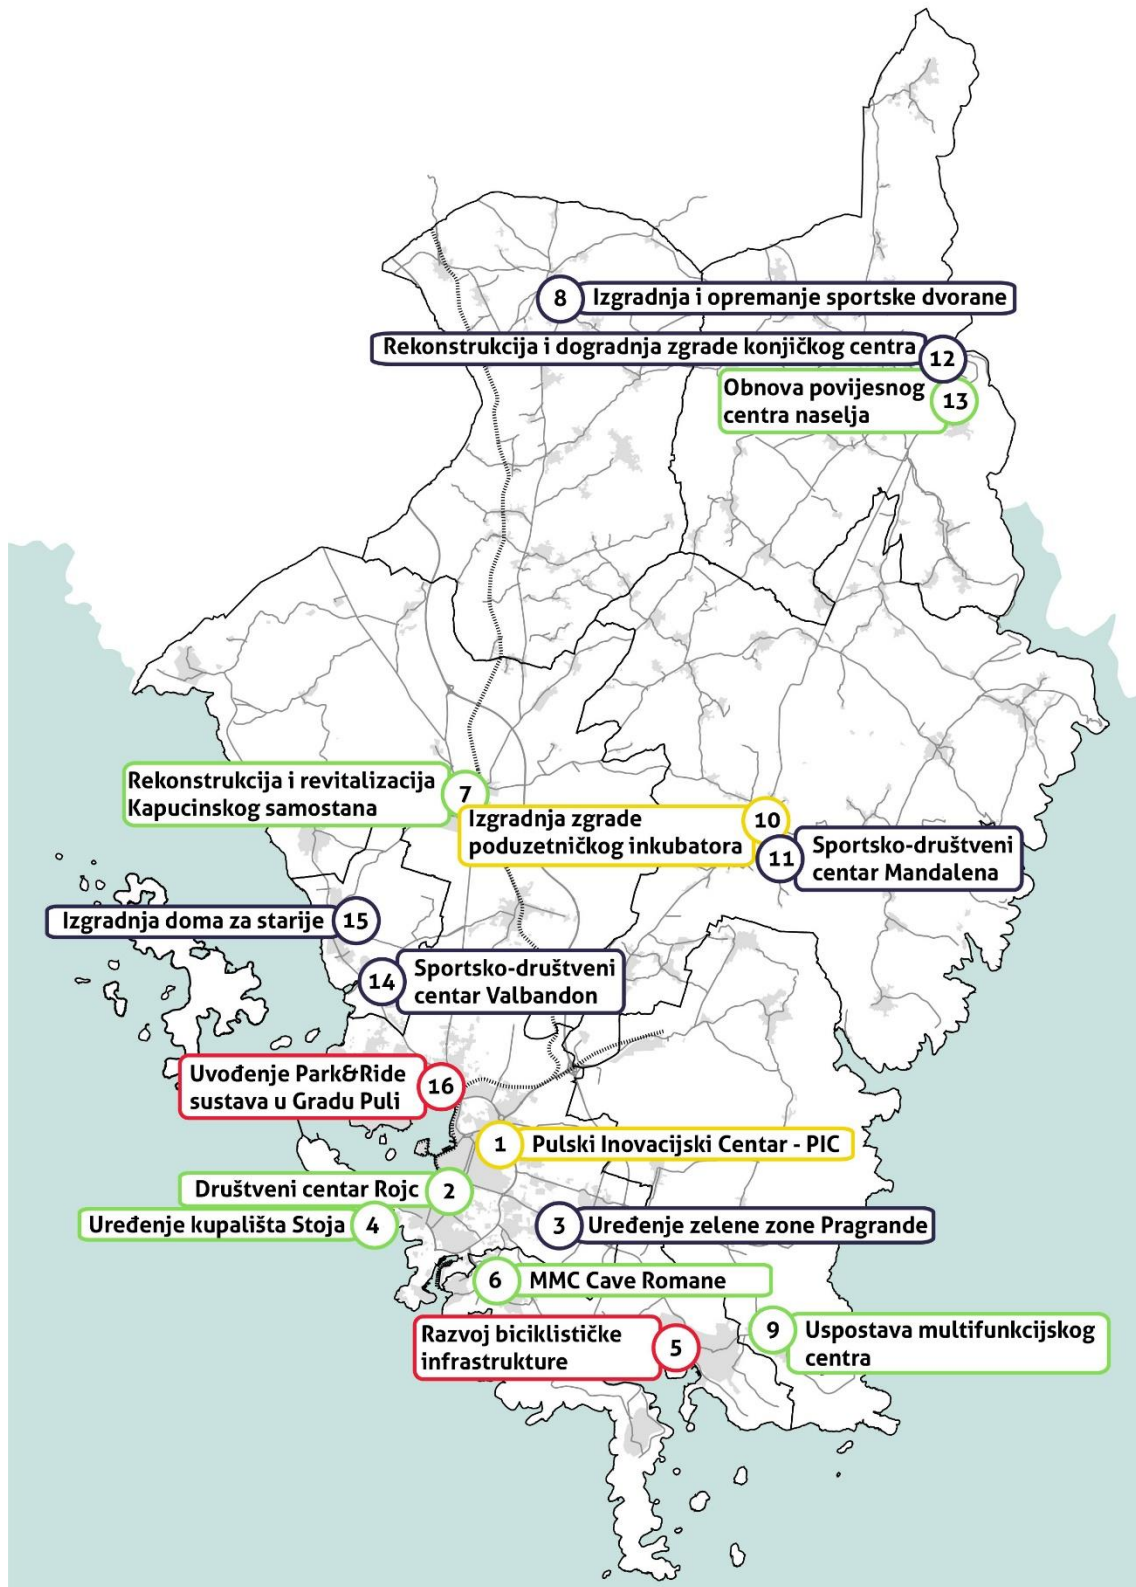 8 Izgradnja i opremanje sportske dvorane
Rekonstrukcija i dogradnja zgrade konjičkog centra 12
Obnova povijesnog
centra naselja 13
Rekonstrukcija i revitalizacija
Kapucinskog samostana 7
Izgradnja zgrade
poduzetničkog inkubatora 10
11 Sportsko-društveni
centar Mandalena
Izgradnja doma za starije 15
14 Sportsko-društveni
centar Valbandon
Uvođenje Park&Ride
sustava u Gradu Puli 16
1 Pulski Inovacijski Centar - PIC
Društveni centar Rojc 2
Uređenje kupališta Stoja 4
3 Uređenje zelene zone Pragrande
6 MMC Cave Romane
Razvoj biciklističke
infrastrukture 5
9 Uspostava multifunkcijskog
centra